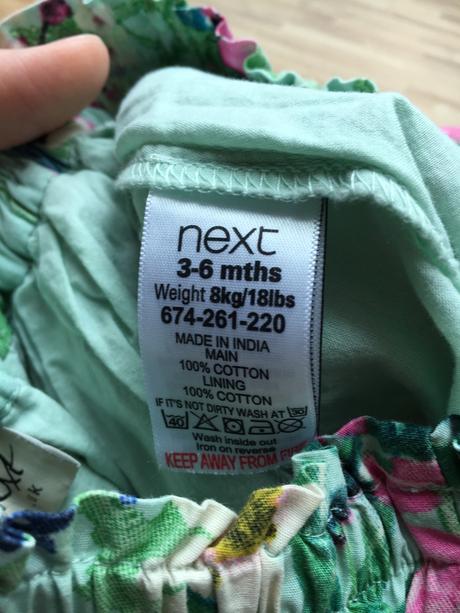 next
3-6 mths
Weight 8kg/18lbs
674-261-220
MADE IN INDIA
MAIN
100% COTTON
LINING
100% COTTON
IF IT'S NOT DIRTY WASH AT 30
40
Wash inside out
iron on reverse
KEEP AWAY FROM FIRE